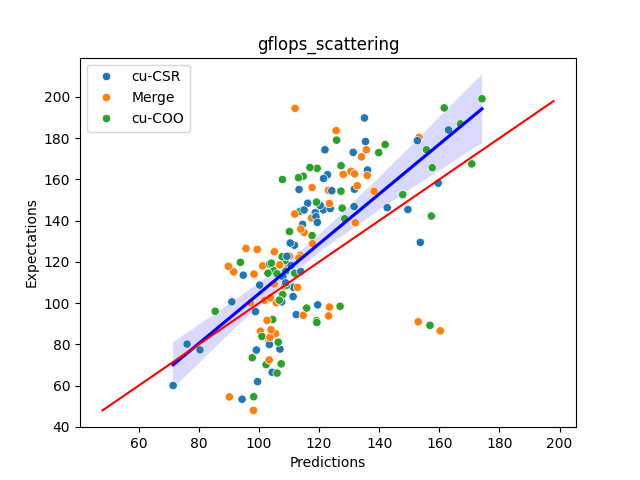 gflops_scattering
cu-CSR
Merge
cu-COO
Expectations
200
180
160
140
120
100
80
60
40
60 80 100 120 140 160 180 200
Predictions